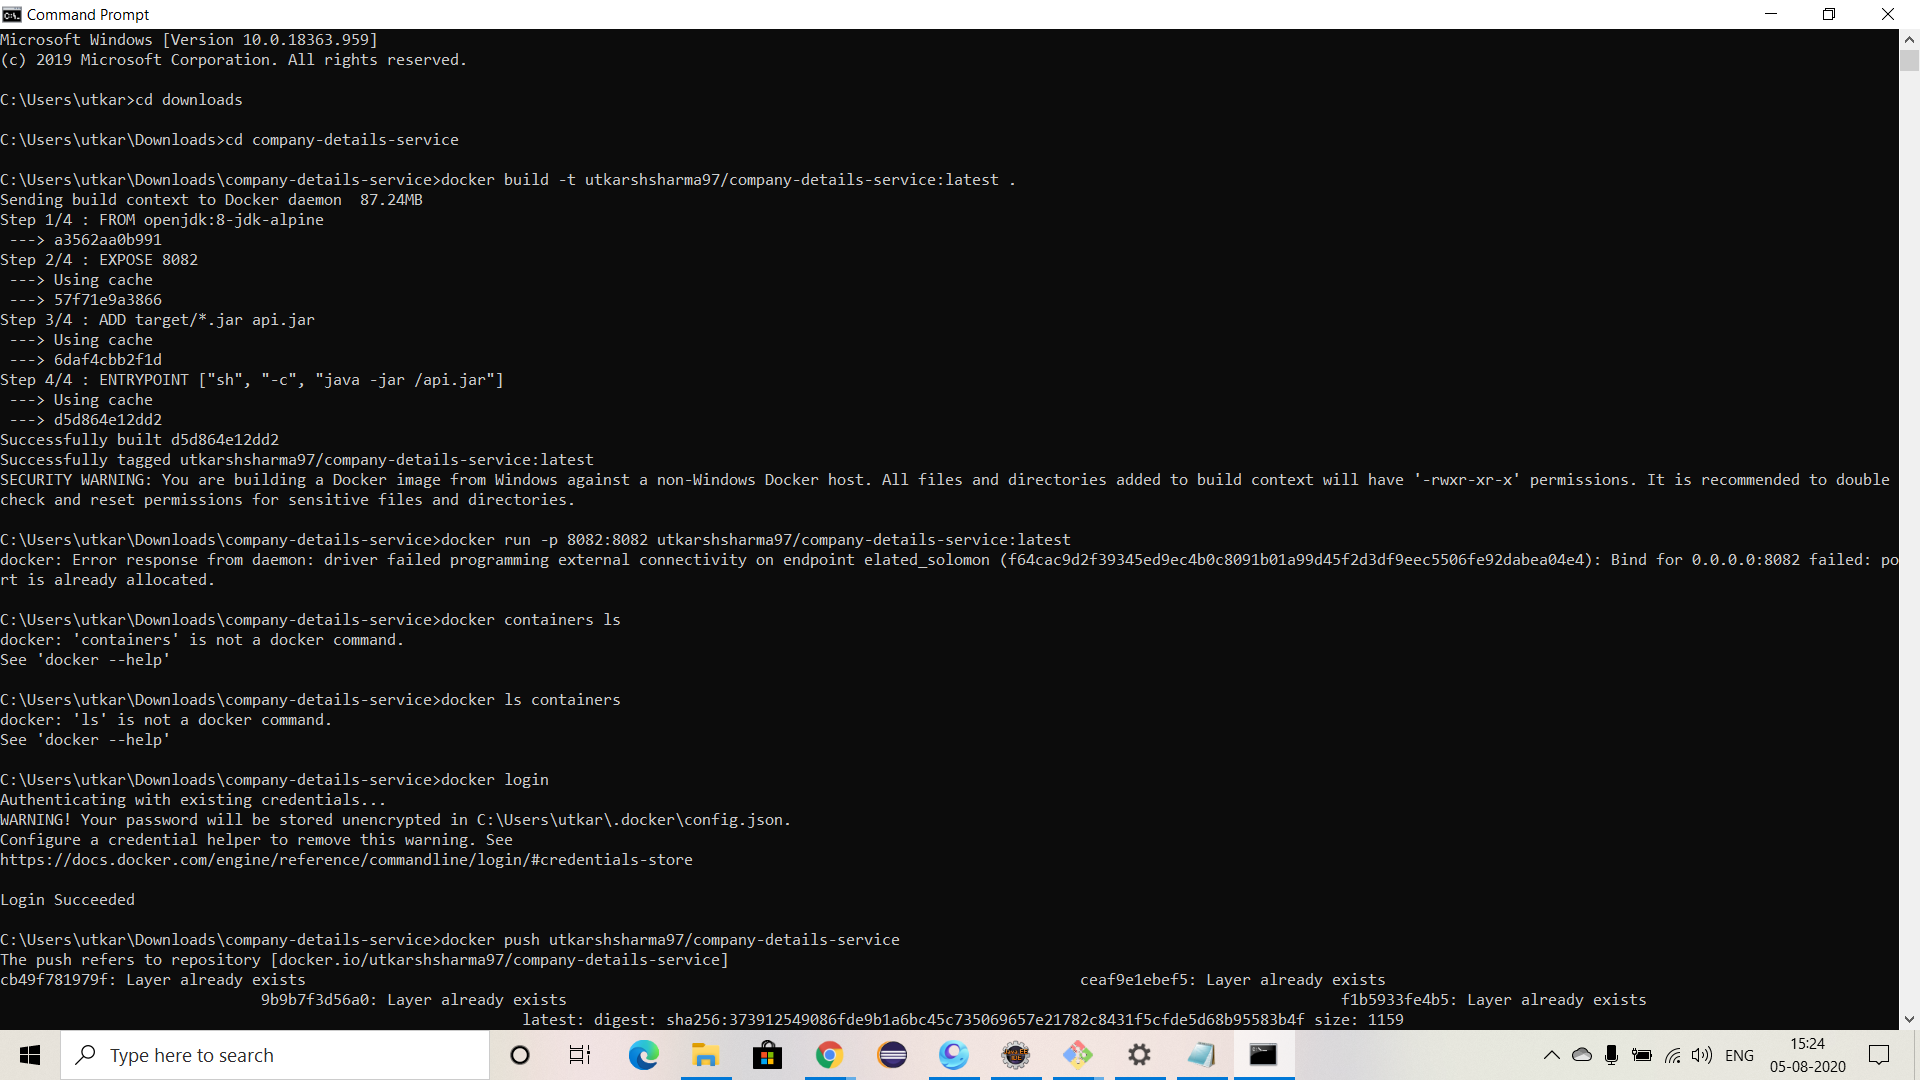 Command Prompt
Microsoft Windows [Version 10.0.18363.959]
(c) 2019 Microsoft Corporation. All rights reserved.
C:\Users\utkar>cd downloads
C:\Users\utkar\Downloads>cd company-details-service
C:\Users\utkar\Downloads\company-details-service>docker build -t utkarshsharma97/company-details-service:latest .
Sending build context to Docker daemon  87.24MB
Step 1/4 : FROM openjdk:8-jdk-alpine
 ---> a3562aa0b991
Step 2/4 : EXPOSE 8082
 ---> Using cache
 ---> 57f71e9a3866
Step 3/4 : ADD target/*.jar api.jar
 ---> Using cache
 ---> 6daf4cbb2f1d
Step 4/4 : ENTRYPOINT ["sh", "-c", "java -jar /api.jar"]
 ---> Using cache
 ---> d5d864e12dd2
Successfully built d5d864e12dd2
Successfully tagged utkarshsharma97/company-details-service:latest
SECURITY WARNING: You are building a Docker image from Windows against a non-Windows Docker host. All files and directories added to build context will have '-rwxr-xr-x' permissions. It is recommended to double
check and reset permissions for sensitive files and directories.
C:\Users\utkar\Downloads\company-details-service>docker run -p 8082:8082 utkarshsharma97/company-details-service:latest
docker: Error response from daemon: driver failed programming external connectivity on endpoint elated_solomon (f64cac9d2f39345ed9ec4b0c8091b01a99d45f2d3df9eec5506fe92dabea04e4): Bind for 0.0.0.0:8082 failed: po
rt is already allocated.
C:\Users\utkar\Downloads\company-details-service>docker containers ls
docker: 'containers' is not a docker command.
See 'docker --help'
C:\Users\utkar\Downloads\company-details-service>docker ls containers
docker: 'ls' is not a docker command.
See 'docker --help'
C:\Users\utkar\Downloads\company-details-service>docker login
Authenticating with existing credentials...
WARNING! Your password will be stored unencrypted in C:\Users\utkar\.docker\config.json.
Configure a credential helper to remove this warning. See
https://docs.docker.com/engine/reference/commandline/login/#credentials-store
Login Succeeded
C:\Users\utkar\Downloads\company-details-service>docker push utkarshsharma97/company-details-service
The push refers to repository [docker.io/utkarshsharma97/company-details-service]
cb49f781979f: Layer already exists ceaf9e1ebef5: Layer already exists
9b9b7f3d56a0: Layer already exists f1b5933fe4b5: Layer already exists
latest: digest: sha256:373912549086fde9b1a6bc45c735069657e21782c8431f5cfde5d68b95583b4f size: 1159
Type here to search
ENG
15:24
05-08-2020